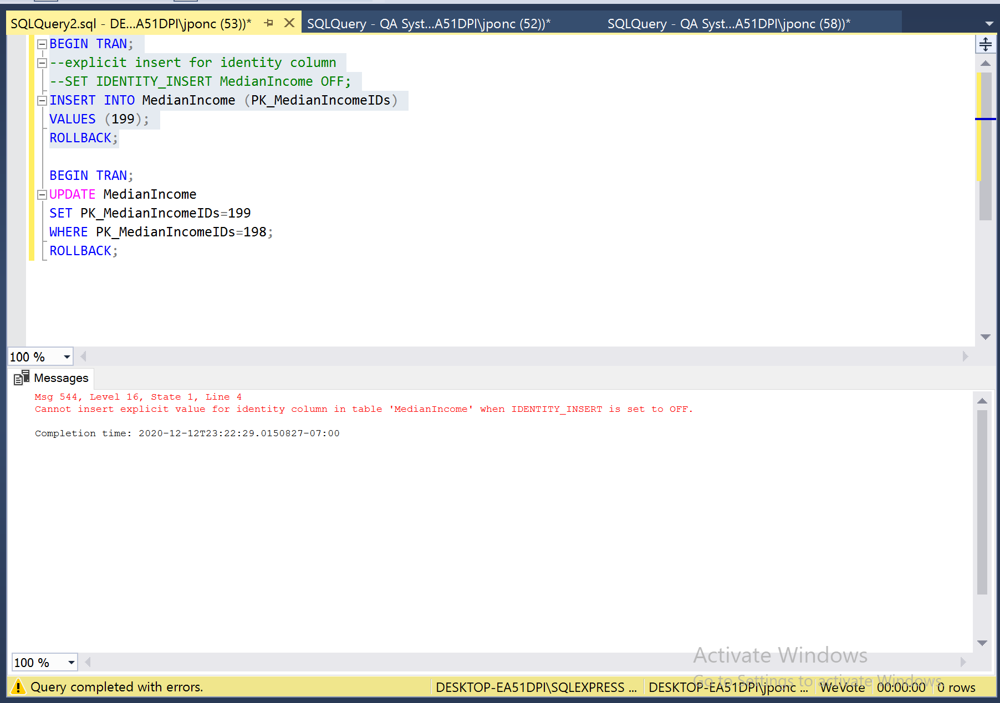 SQLQuery2.sql - DE...A51DPI\jponc (53))*
SQLQuery - QA Syst...A51DPI\jponc (52))*
SQLQuery - QA Syst...A51DPI\jponc (58))*
BEGIN TRAN;
--explicit insert for identity column
--SET IDENTITY_INSERT MedianIncome OFF;
INSERT INTO MedianIncome (PK_MedianIncomeIDs)
VALUES (199);
ROLLBACK;
BEGIN TRAN;
UPDATE MedianIncome
SET PK_MedianIncomeIDs=199
WHERE PK_MedianIncomeIDs=198;
ROLLBACK;
100 %
Messages
Msg 544, Level 16, State 1, Line 4
Cannot insert explicit value for identity column in table 'MedianIncome' when IDENTITY_INSERT is set to OFF.
Completion time: 2020-12-12T23:22:29.0150827-07:00
100 %
Activate Windows
Go to Settings to activate Windows.
Query completed with errors.
DESKTOP-EA51DPI\SQLEXPRESS ...
DESKTOP-EA51DPI\jponc ...
WeVote
00:00:00
0 rows